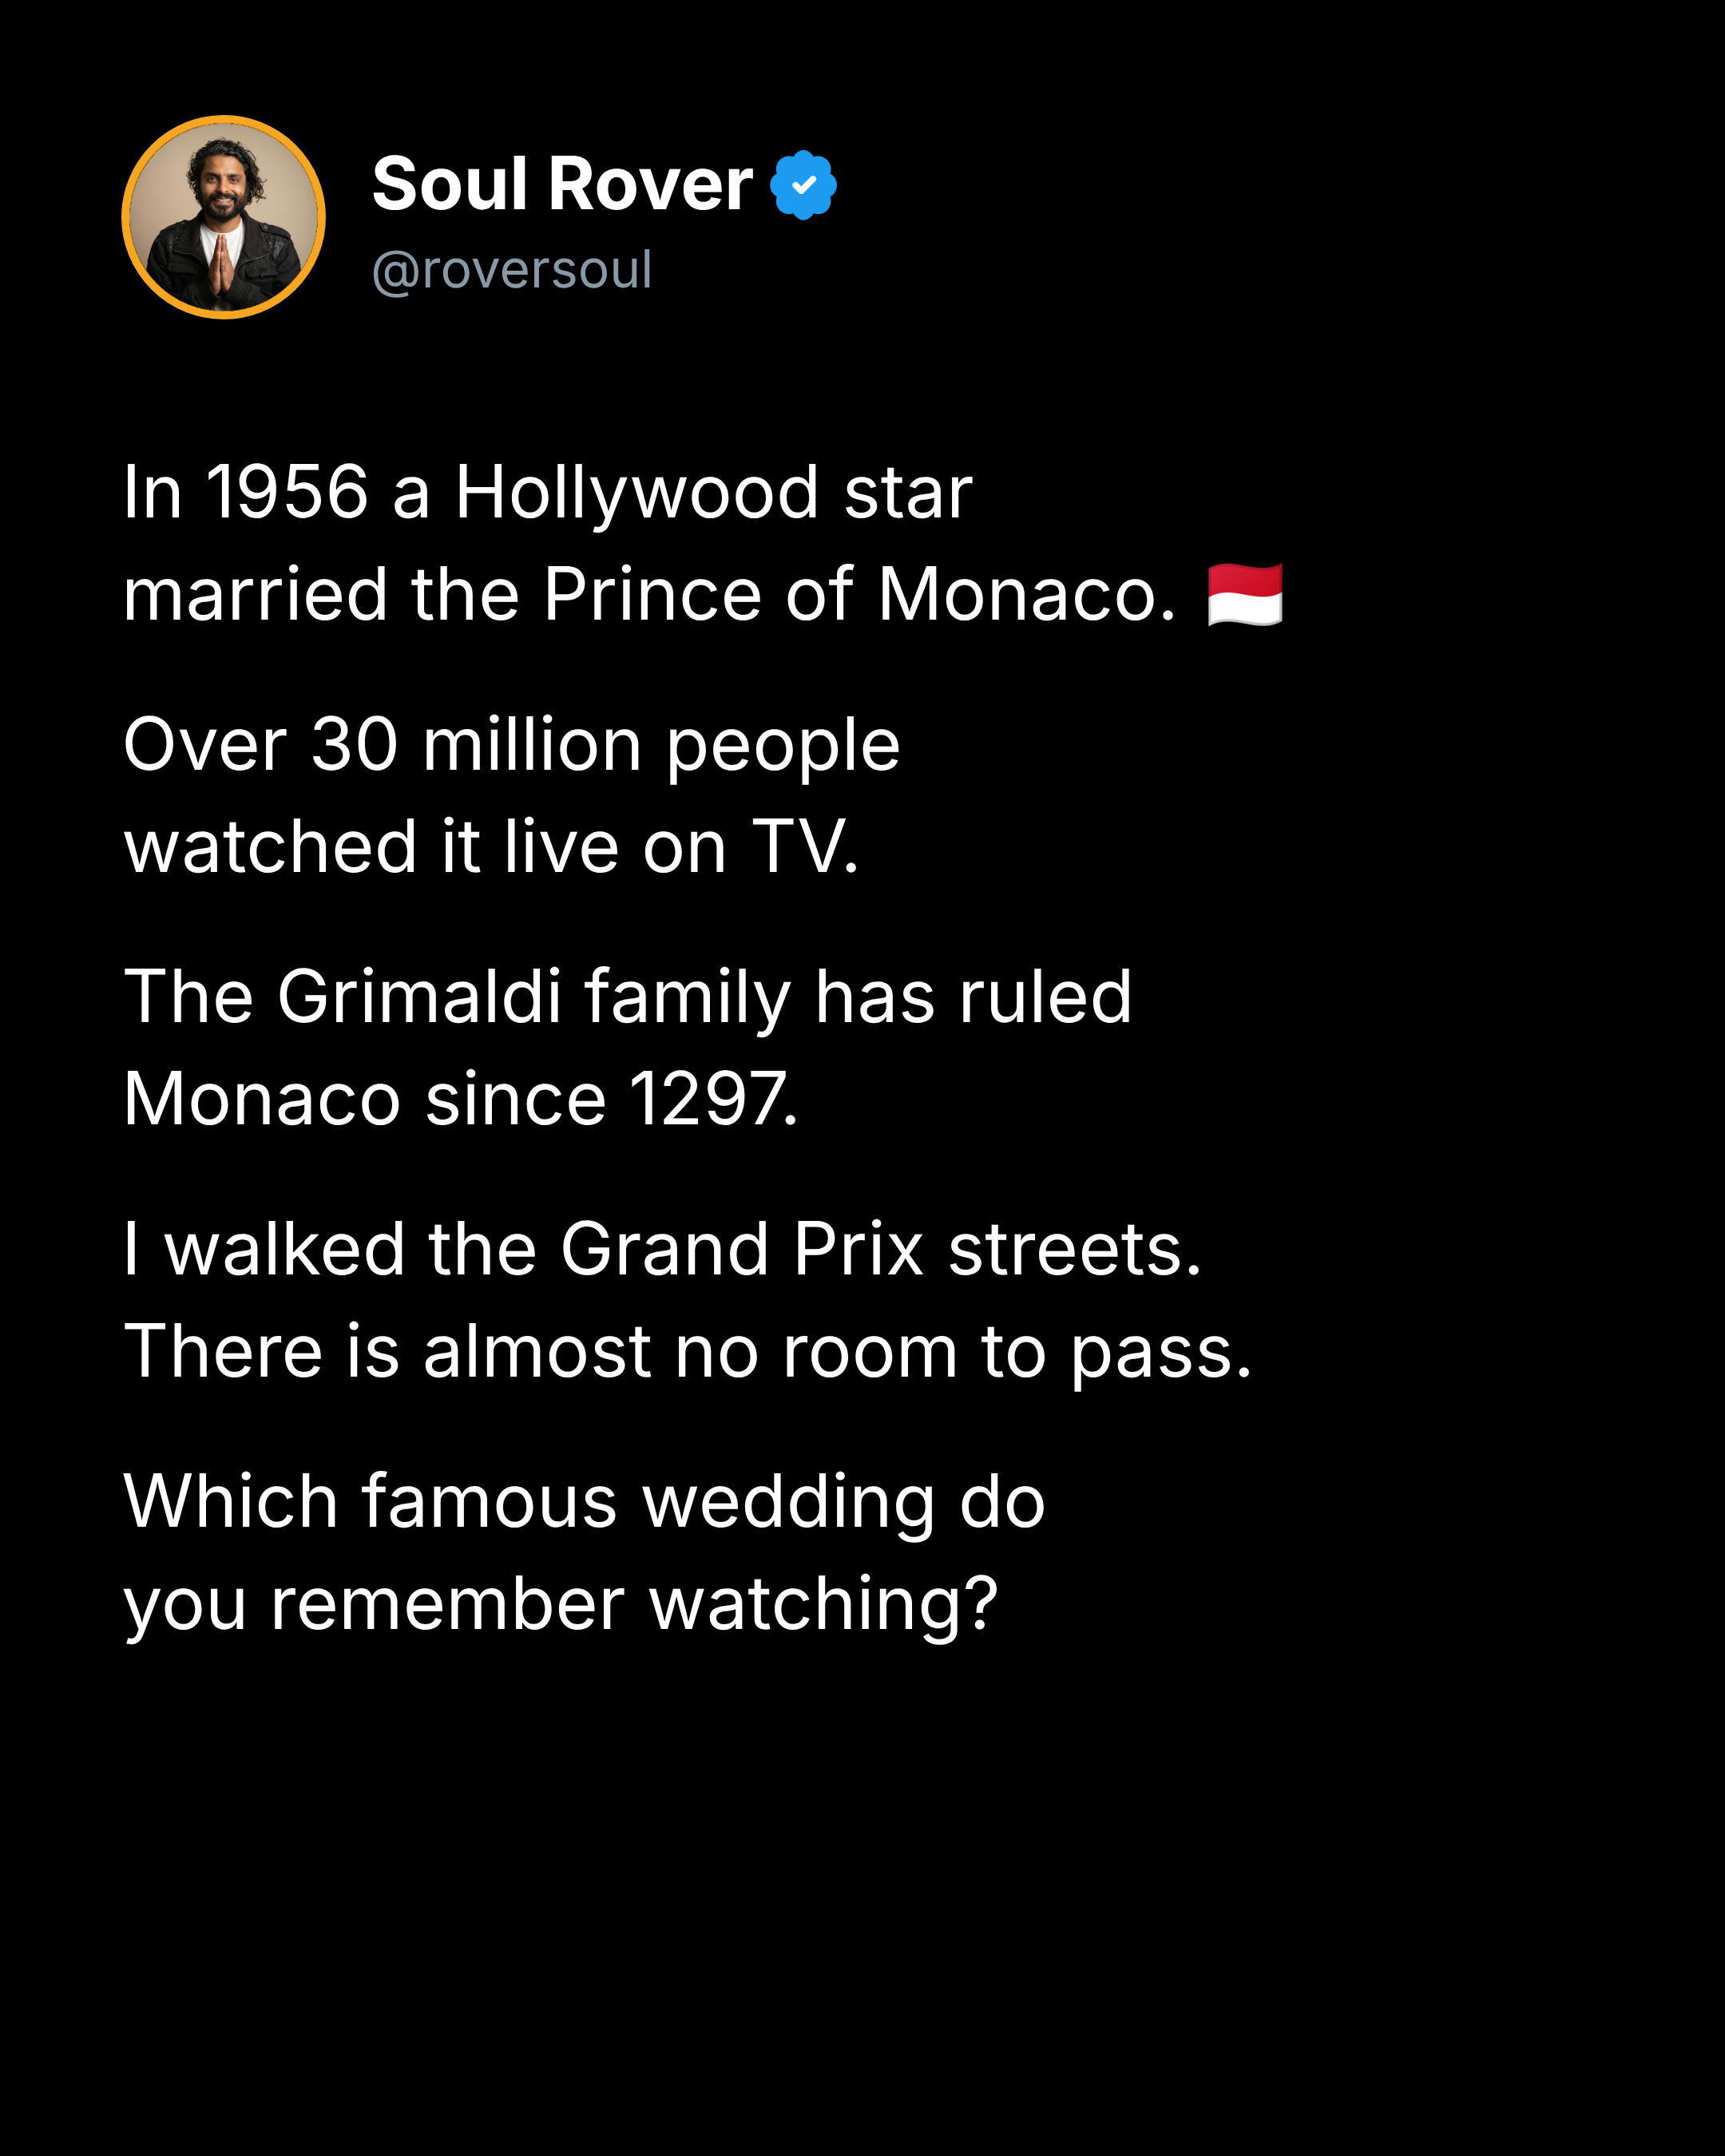 Soul Rover
@roversoul
In 1956 a Hollywood star
married the Prince of Monaco. 🇲🇨
Over 30 million people
watched it live on TV.
The Grimaldi family has ruled
Monaco since 1297.
I walked the Grand Prix streets.
There is almost no room to pass.
Which famous wedding do
you remember watching?